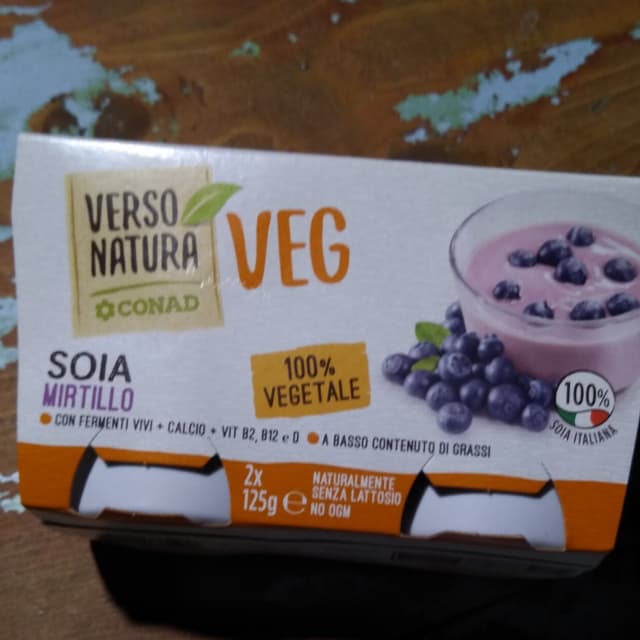 VERSO
NATURA
CONAD
VEG
SOIA
MIRTILLO
100%
VEGETALE
100%
SOIA ITALIANA
CON FERMENTI VIVI + CALCIO + VIT B2, B12 e D A BASSO CONTENUTO DI GRASSI
2x
125g e
NATURALMENTE
SENZA LATTOSIO
NO OGM